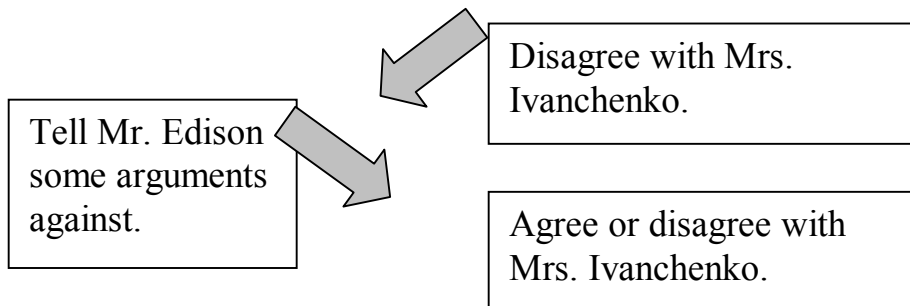 Disagree with Mrs.
Ivanchenko.
Tell Mr. Edison
some arguments
against.
Agree or disagree with
Mrs. Ivanchenko.